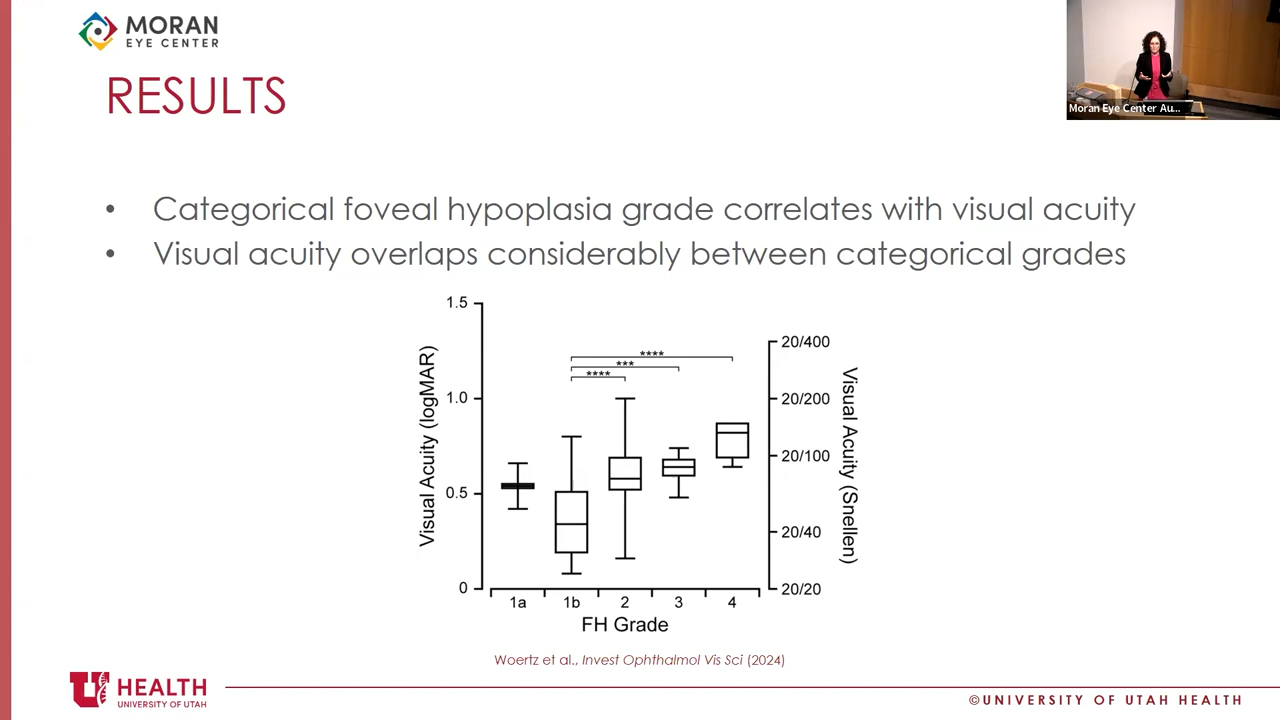 MORAN
EYE CENTER
RESULTS
Moran Eye Center Au...
• Categorical foveal hypoplasia grade correlates with visual acuity
• Visual acuity overlaps considerably between categorical grades
Visual Acuity (logMAR)
1.5
1.0
0.5
0
****
***
****
20/400
20/200
20/100
20/40
20/20
Visual Acuity (Snellen)
1a 1b 2 3 4
FH Grade
Woertz et al., Invest Ophthalmol Vis Sci (2024)
U HEALTH
UNIVERSITY OF UTAH
©UNIVERSITY OF UTAH HEALTH